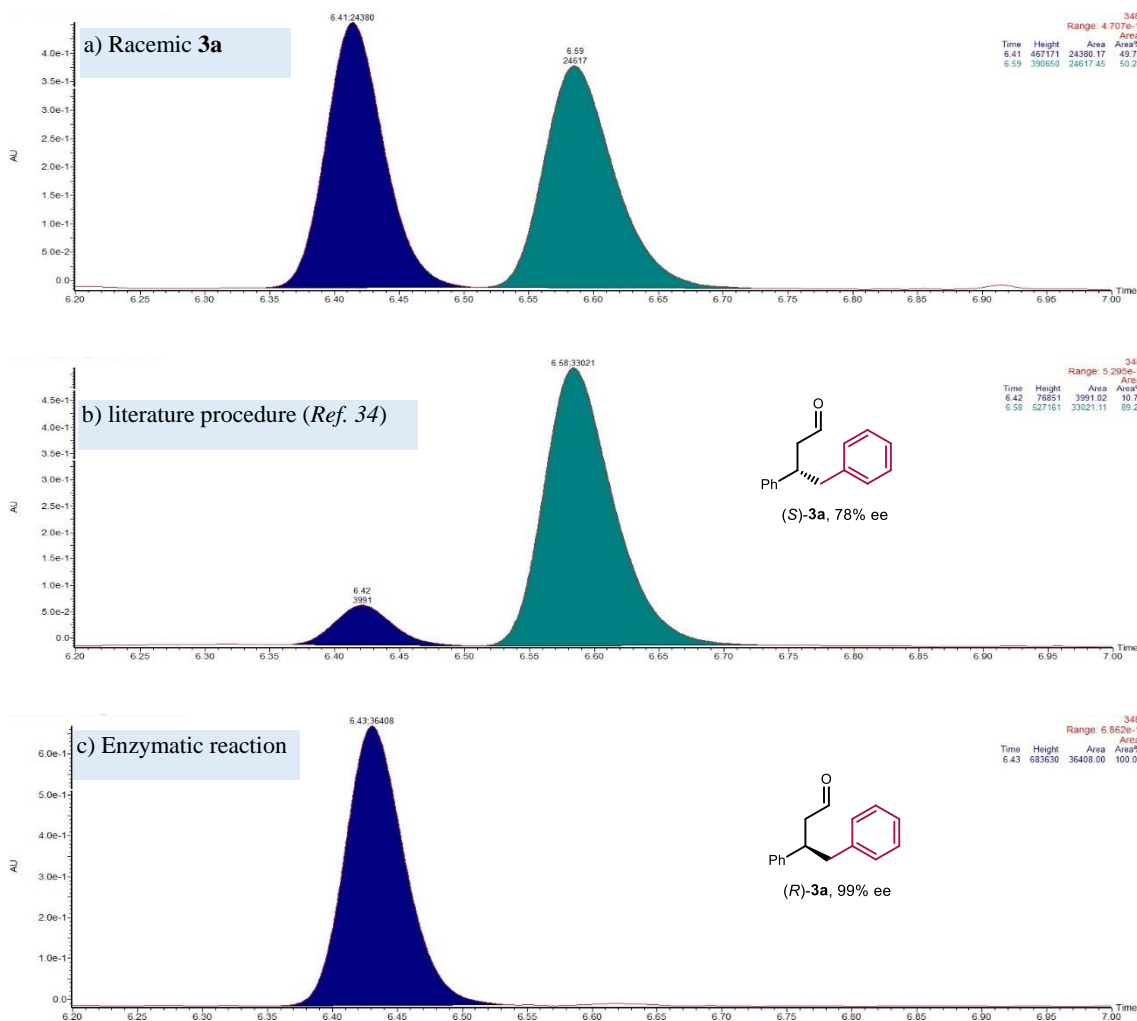 6.41;24380
a) Racemic 3a
6.59
24617
348
Range: 4.707e-1
Area
Time Height Area Area%
6.41 467171 24380.17 49.7
6.59 390650 24617.45 50.2
AU
4.0e-1
3.5e-1
3.0e-1
2.5e-1
2.0e-1
1.5e-1
1.0e-1
5.0e-2
0.0
6.20 6.25 6.30 6.35 6.40 6.45 6.50 6.55 6.60 6.65 6.70 6.75 6.80 6.85 6.90 6.95 7.00
Time
6.58;33021
b) literature procedure (Ref. 34)
6.42
3991
348
Range: 5.295e-1
Area
Time Height Area Area%
6.42 76851 3991.02 10.7
6.58 527161 33021.11 89.2
AU
4.5e-1
4.0e-1
3.5e-1
3.0e-1
2.5e-1
2.0e-1
1.5e-1
1.0e-1
5.0e-2
0.0
O
Ph
(S)-3a, 78% ee
6.20 6.25 6.30 6.35 6.40 6.45 6.50 6.55 6.60 6.65 6.70 6.75 6.80 6.85 6.90 6.95 7.00
Time
6.43;36408
c) Enzymatic reaction
348
Range: 6.862e-1
Area
Time Height Area Area%
6.43 683630 36408.00 100.0
AU
6.0e-1
5.0e-1
4.0e-1
3.0e-1
2.0e-1
1.0e-1
0.0
O
Ph
(R)-3a, 99% ee
6.20 6.25 6.30 6.35 6.40 6.45 6.50 6.55 6.60 6.65 6.70 6.75 6.80 6.85 6.90 6.95 7.00
Time